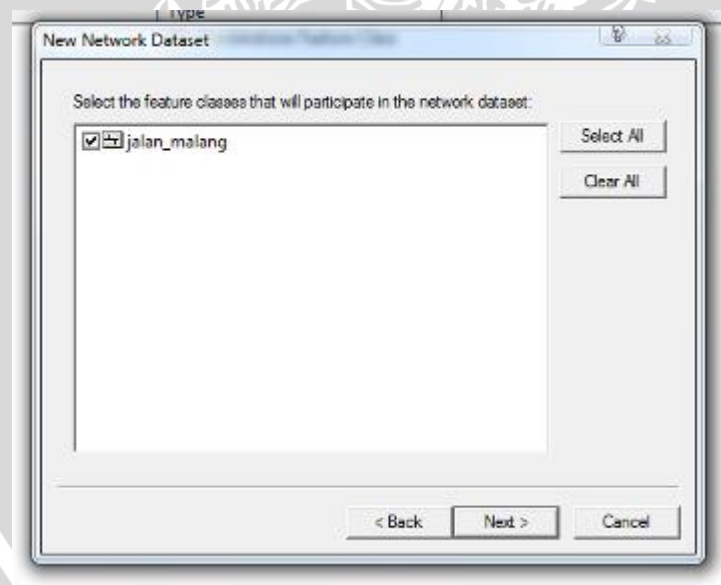 Type
New Network Dataset
Select the feature classes that will participate in the network dataset:
jalan_malang
Select All
Clear All
< Back
Next >
Cancel